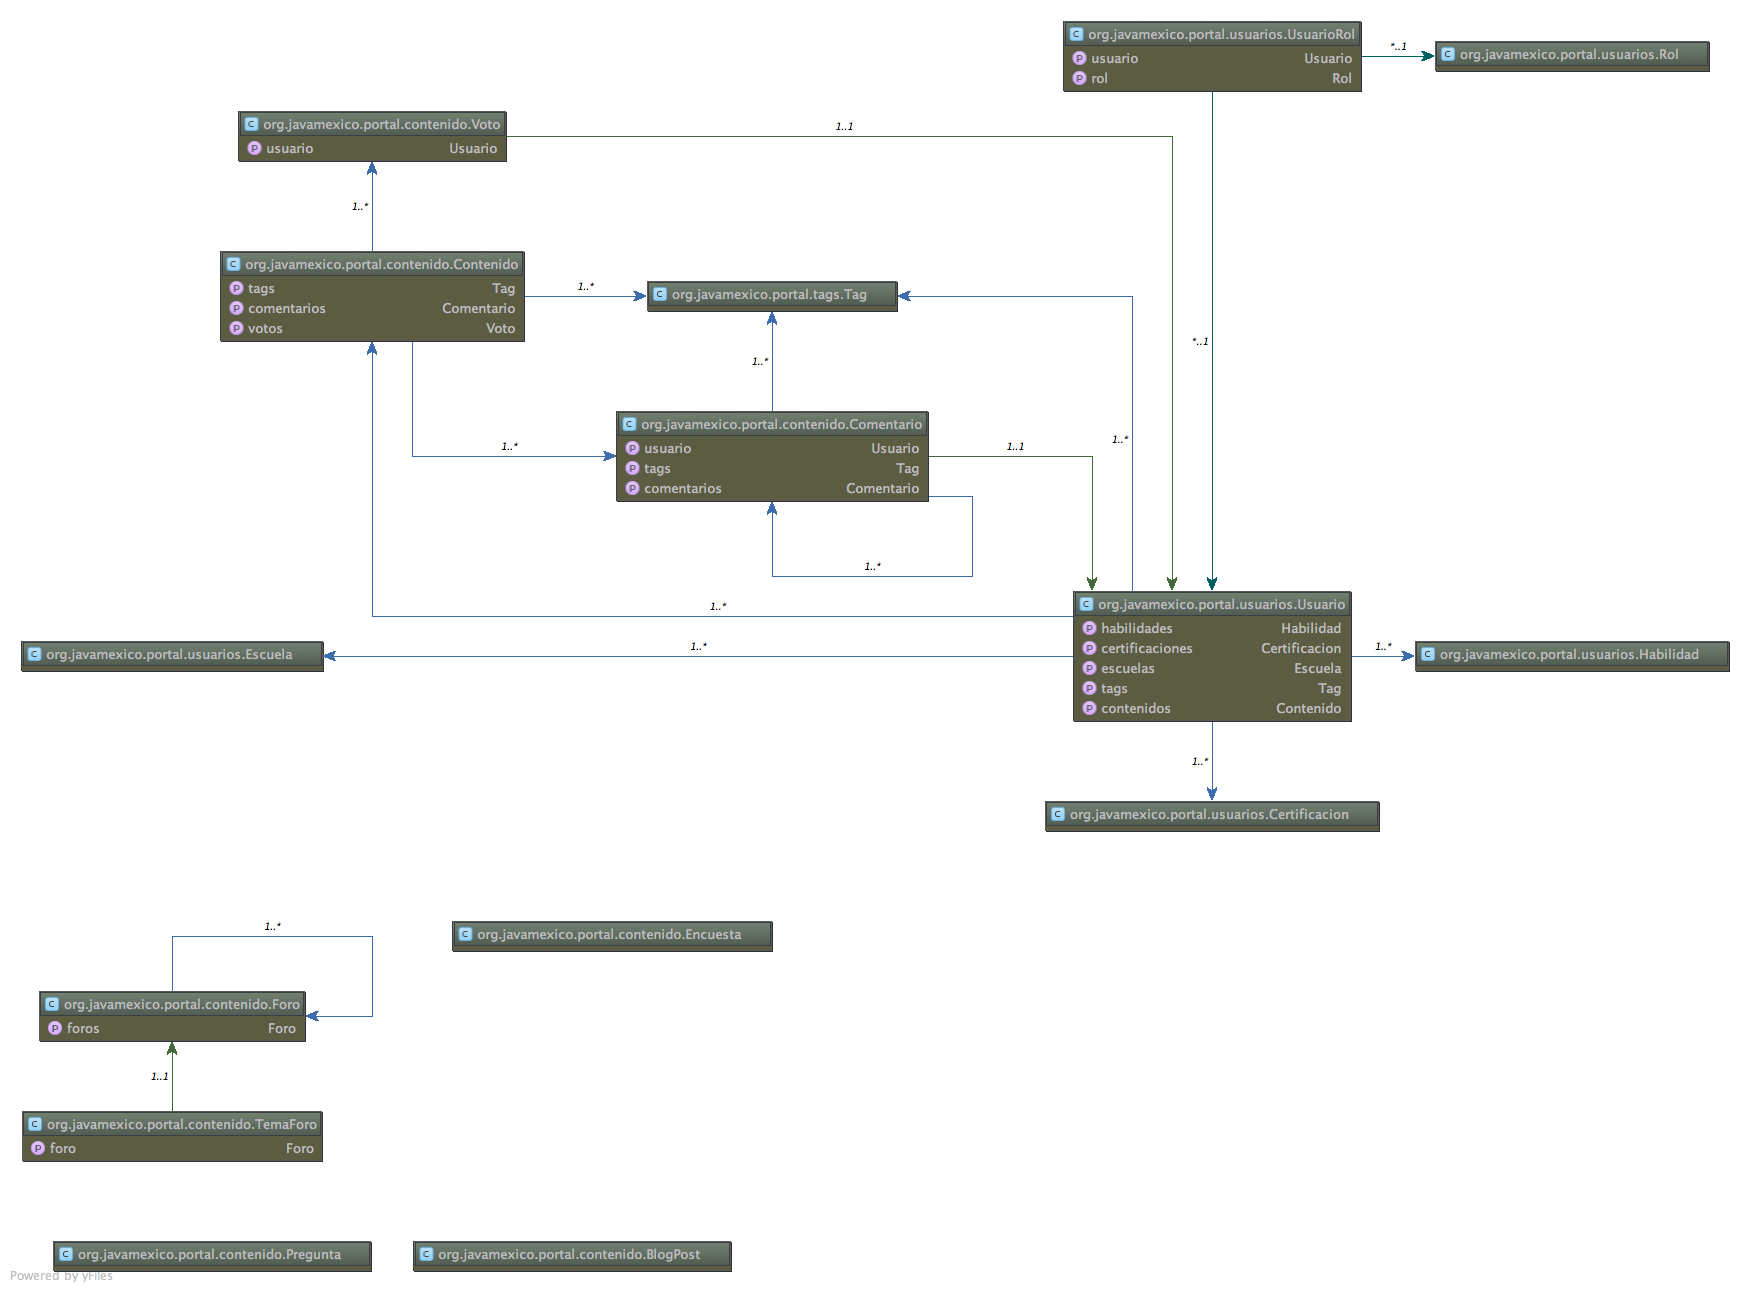 C org.javamexico.portal.usuarios.UsuarioRol
P usuario Usuario
P rol Rol
*..1
C org.javamexico.portal.usuarios.Rol
C org.javamexico.portal.contenido.Voto
P usuario Usuario
1..1
1..*
C org.javamexico.portal.contenido.Contenido
P tags Tag
P comentarios Comentario
P votos Voto
1..*
C org.javamexico.portal.tags.Tag
*..1
1..*
C org.javamexico.portal.contenido.Comentario
P usuario Usuario
P tags Tag
P comentarios Comentario
1..*
1..1
1..*
1..*
1..*
C org.javamexico.portal.usuarios.Usuario
P habilidades Habilidad
P certificaciones Certificacion
P escuelas Escuela
P tags Tag
P contenidos Contenido
C org.javamexico.portal.usuarios.Escuela
1..*
1..*
C org.javamexico.portal.usuarios.Habilidad
1..*
C org.javamexico.portal.usuarios.Certificacion
1..*
C org.javamexico.portal.contenido.Encuesta
C org.javamexico.portal.contenido.Foro
P foros Foro
1..1
C org.javamexico.portal.contenido.TemaForo
P foro Foro
C org.javamexico.portal.contenido.Pregunta
C org.javamexico.portal.contenido.BlogPost
Powered by yFiles